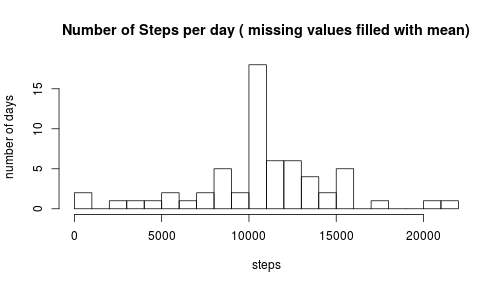 Number of Steps per day ( missing values filled with mean)
number of days
15
10
5
0
0 5000 10000 15000 20000
steps